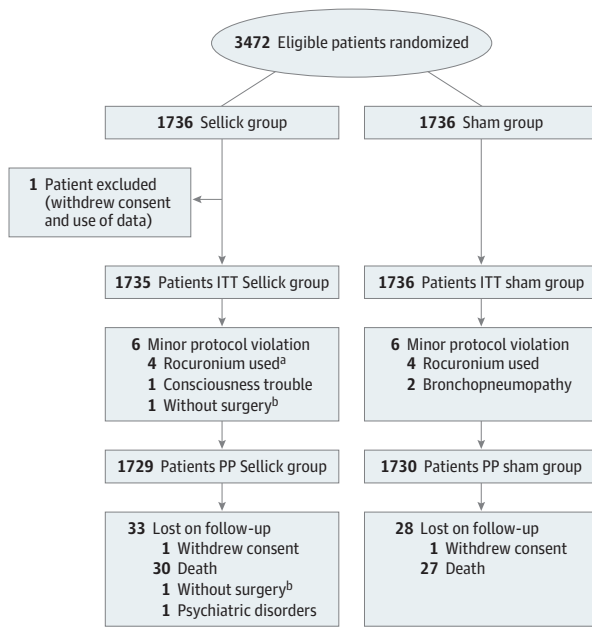 3472 Eligible patients randomized
1736 Sellick group
1736 Sham group
1 Patient excluded
(withdrew consent
and use of data)
1735 Patients ITT Sellick group
1736 Patients ITT sham group
6 Minor protocol violation
4 Rocuronium usedᵃ
1 Consciousness trouble
1 Without surgeryᵇ
6 Minor protocol violation
4 Rocuronium used
2 Bronchopneumopathy
1729 Patients PP Sellick group
1730 Patients PP sham group
33 Lost on follow-up
1 Withdrew consent
30 Death
1 Without surgeryᵇ
1 Psychiatric disorders
28 Lost on follow-up
1 Withdrew consent
27 Death